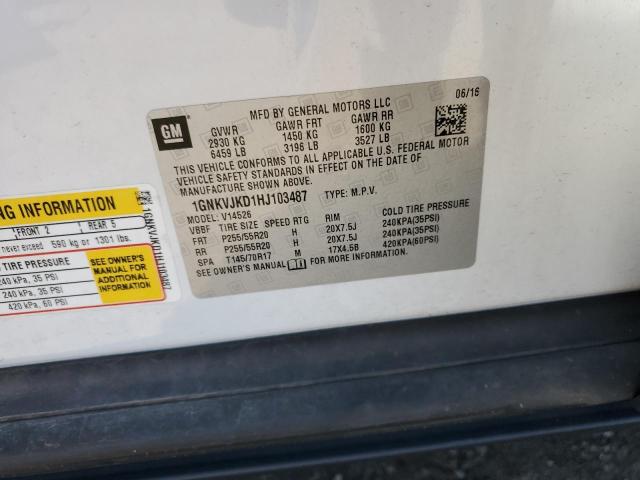 06/16
MFD BY GENERAL MOTORS LLC
GM
GVWR GAWR FRT GAWR RR
2930 KG 1450 KG 1600 KG
6459 LB 3196 LB 3527 LB
THIS VEHICLE CONFORMS TO ALL APPLICABLE U.S. FEDERAL MOTOR
VEHICLE SAFETY STANDARDS IN EFFECT ON THE DATE OF
MANUFACTURE SHOWN ABOVE.
1GNKVJKD1HJ103487 TYPE: M.P.V.
MODEL: V14526
VBBF TIRE SIZE SPEED RTG RIM COLD TIRE PRESSURE
FRT P255/55R20 H 20X7.5J 240KPA(35PSI)
RR P255/55R20 H 20X7.5J 240KPA(35PSI)
SPA T145/70R17 M 17X4.5B 420KPA(60PSI)
SEE OWNER'S MANUAL FOR MORE INFORMATION.
NG INFORMATION
FRONT 2 REAR 5
never exceed 590 kg or 1301 lbs.
TIRE PRESSURE
240 kPa, 35 PSI
240 kPa, 35 PSI
420 kPa, 60 PSI
SEE OWNER'S
MANUAL FOR
ADDITIONAL
INFORMATION